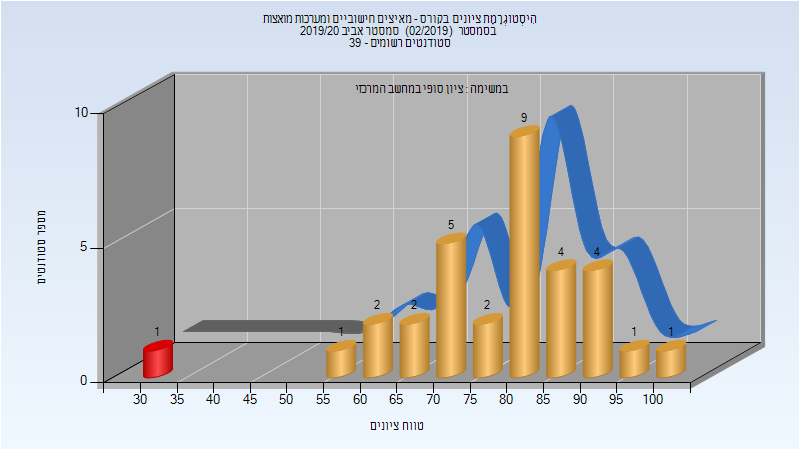 הִיסְטוֹגְרָמַת ציונים בקורס - מאיצים חישוביים ומערכות מואצות
בסמסטר (02/2019) סמסטר אביב 2019/20
סטודנטים רשומים - 39
במשימה : ציון סופי במחשב המרכזי
מספר סטודנטים
10
5
0
1
1
2
2
5
2
9
4
4
1
1
30 35 40 45 50 55 60 65 70 75 80 85 90 95 100
טווח ציונים